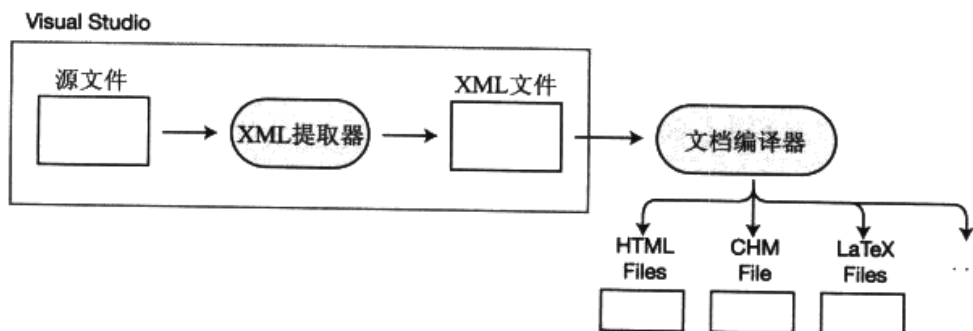 Visual Studio
源文件
XML提取器
XML文件
文档编译器
HTML
Files
CHM
File
LaTeX
Files
..